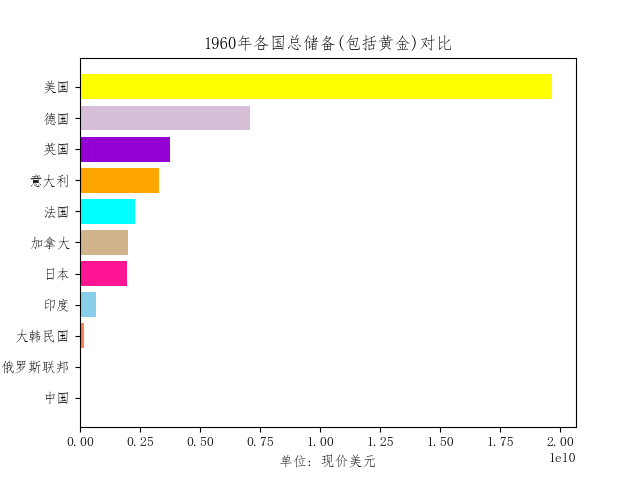 1960年各国总储备(包括黄金)对比
美国
德国
英国
意大利
法国
加拿大
日本
印度
大韩民国
俄罗斯联邦
中国
0.00 0.25 0.50 0.75 1.00 1.25 1.50 1.75 2.00
1e10
单位：现价美元